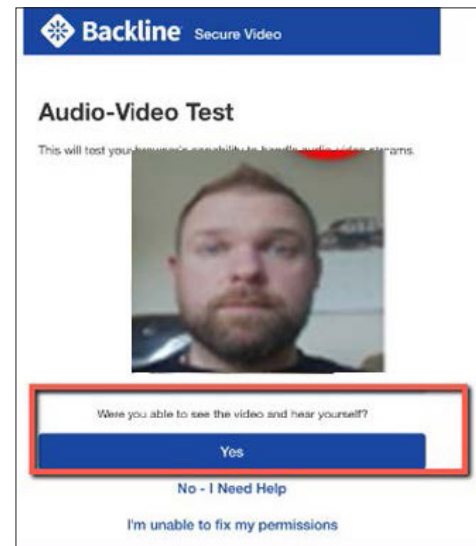 Backline Secure Video
Audio-Video Test
This will test your browser's capability to handle audio-video streams.
Were you able to see the video and hear yourself?
Yes
No - I Need Help
I'm unable to fix my permissions